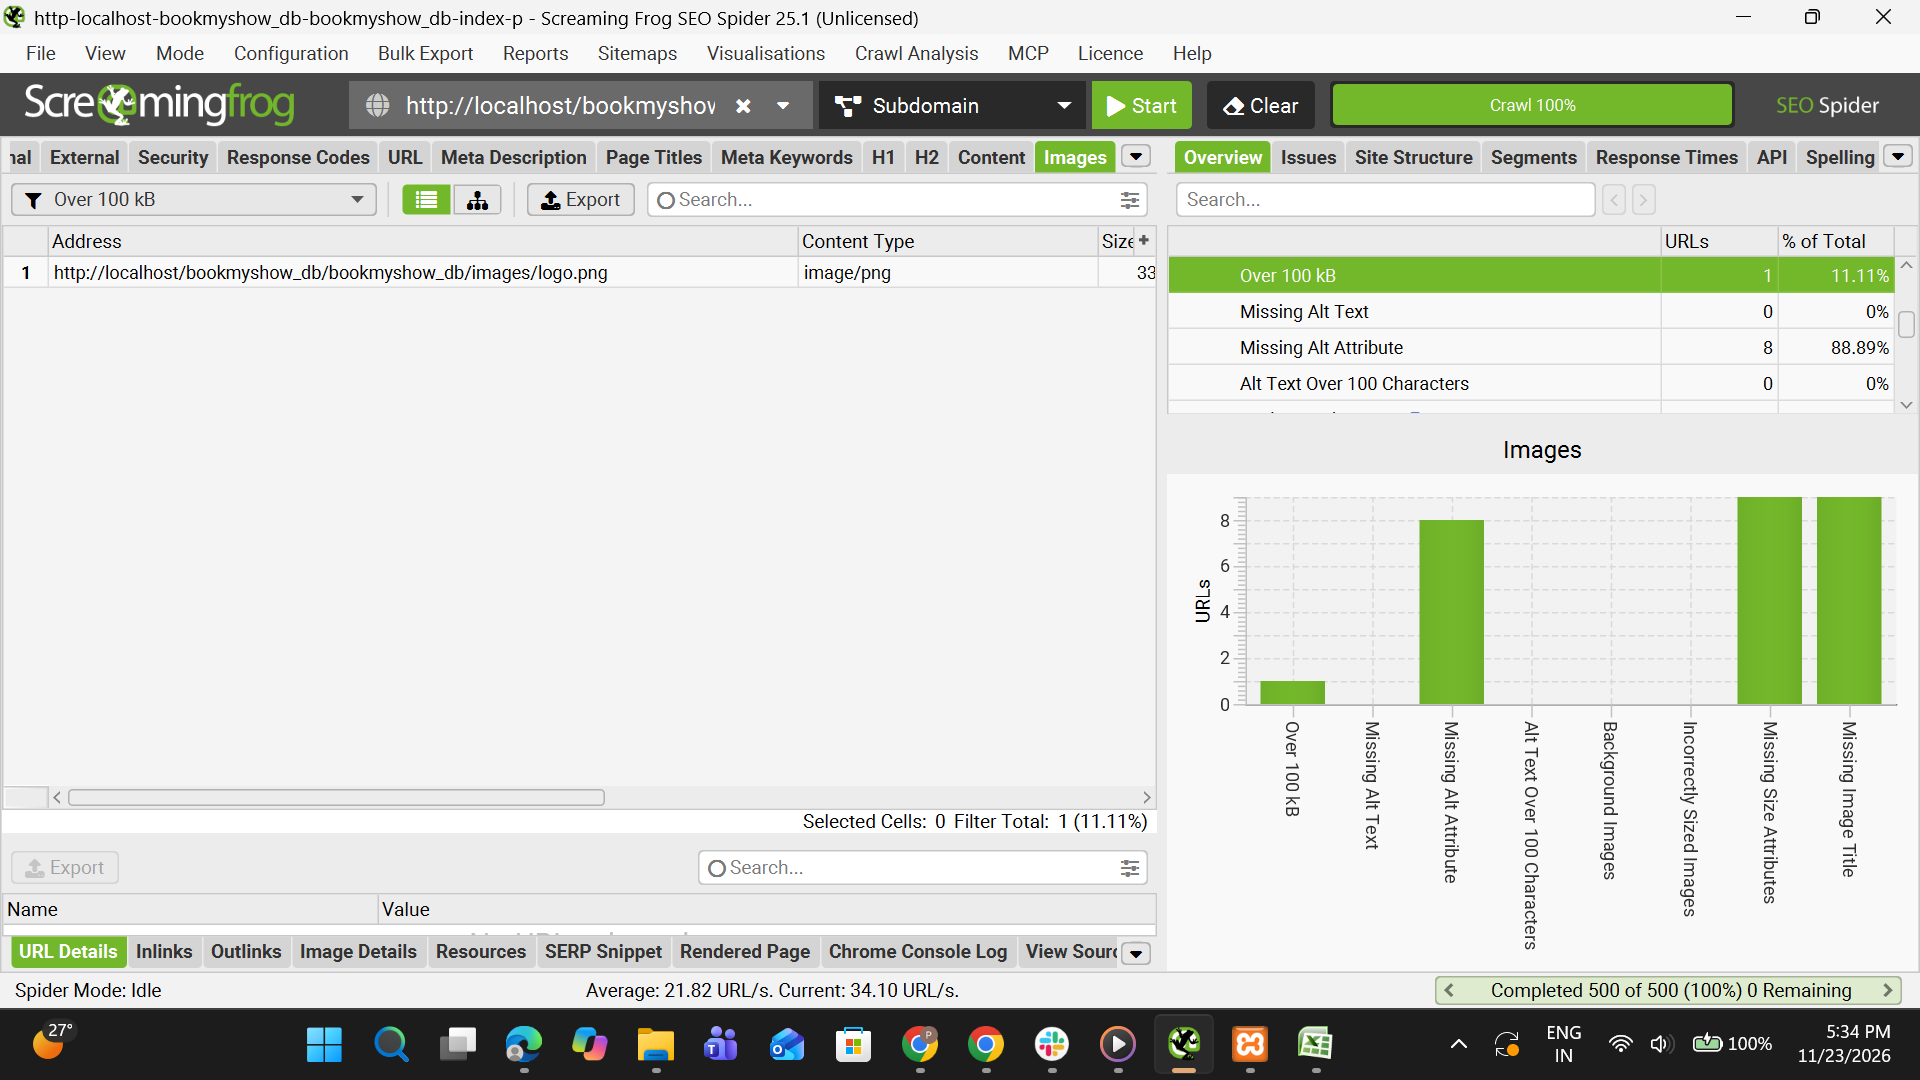 http-localhost-bookmyshow_db-bookmyshow_db-index-p - Screaming Frog SEO Spider 25.1 (Unlicensed)
File View Mode Configuration Bulk Export Reports Sitemaps Visualisations Crawl Analysis MCP Licence Help
Screamingfrog http://localhost/bookmyshov Subdomain Start Clear Crawl 100% SEO Spider
nal External Security Response Codes URL Meta Description Page Titles Meta Keywords H1 H2 Content Images
Over 100 kB Export Search...
Address Content Type Size
1 http://localhost/bookmyshow_db/bookmyshow_db/images/logo.png image/png 33
Selected Cells: 0 Filter Total: 1 (11.11%)
Export Search...
Name Value
URL Details Inlinks Outlinks Image Details Resources SERP Snippet Rendered Page Chrome Console Log View Sourc
Overview Issues Site Structure Segments Response Times API Spelling
Search...
URLs % of Total
Over 100 kB 1 11.11%
Missing Alt Text 0 0%
Missing Alt Attribute 8 88.89%
Alt Text Over 100 Characters 0 0%
Images
URLs
8
6
4
2
0
Over 100 kB
Missing Alt Text
Missing Alt Attribute
Alt Text Over 100 Characters
Background Images
Incorrectly Sized Images
Missing Size Attributes
Missing Image Title
Spider Mode: Idle Average: 21.82 URL/s. Current: 34.10 URL/s. Completed 500 of 500 (100%) 0 Remaining
27°
ENG
IN
100%
5:34 PM
11/23/2026